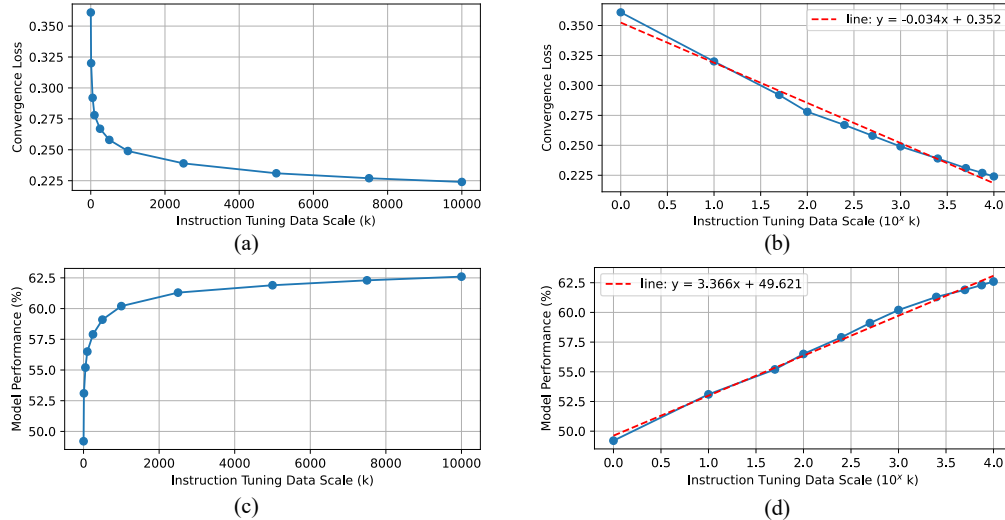 0.350
0.325
0.300
0.275
0.250
0.225
Convergence Loss
0 2000 4000 6000 8000 10000
Instruction Tuning Data Scale (k)
(a)
line: y = -0.034x + 0.352
0.350
0.325
0.300
0.275
0.250
0.225
Convergence Loss
0.0 0.5 1.0 1.5 2.0 2.5 3.0 3.5 4.0
Instruction Tuning Data Scale (10ˣ k)
(b)
62.5
60.0
57.5
55.0
52.5
50.0
Model Performance (%)
0 2000 4000 6000 8000 10000
Instruction Tuning Data Scale (k)
(c)
line: y = 3.366x + 49.621
62.5
60.0
57.5
55.0
52.5
50.0
Model Performance (%)
0.0 0.5 1.0 1.5 2.0 2.5 3.0 3.5 4.0
Instruction Tuning Data Scale (10ˣ k)
(d)